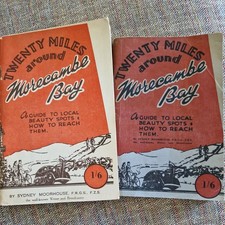 TWENTY MILES
around
Morecambe
Bay
A GUIDE TO LOCAL
BEAUTY SPOTS &
HOW TO REACH
THEM.
1/6
BY SYDNEY MOORHOUSE, F.R.G.S., F.Z.S.
TWENTY MILES
around
Morecambe
Bay
A GUIDE TO LOCAL
BEAUTY SPOTS &
HOW TO REACH
THEM.
1/6